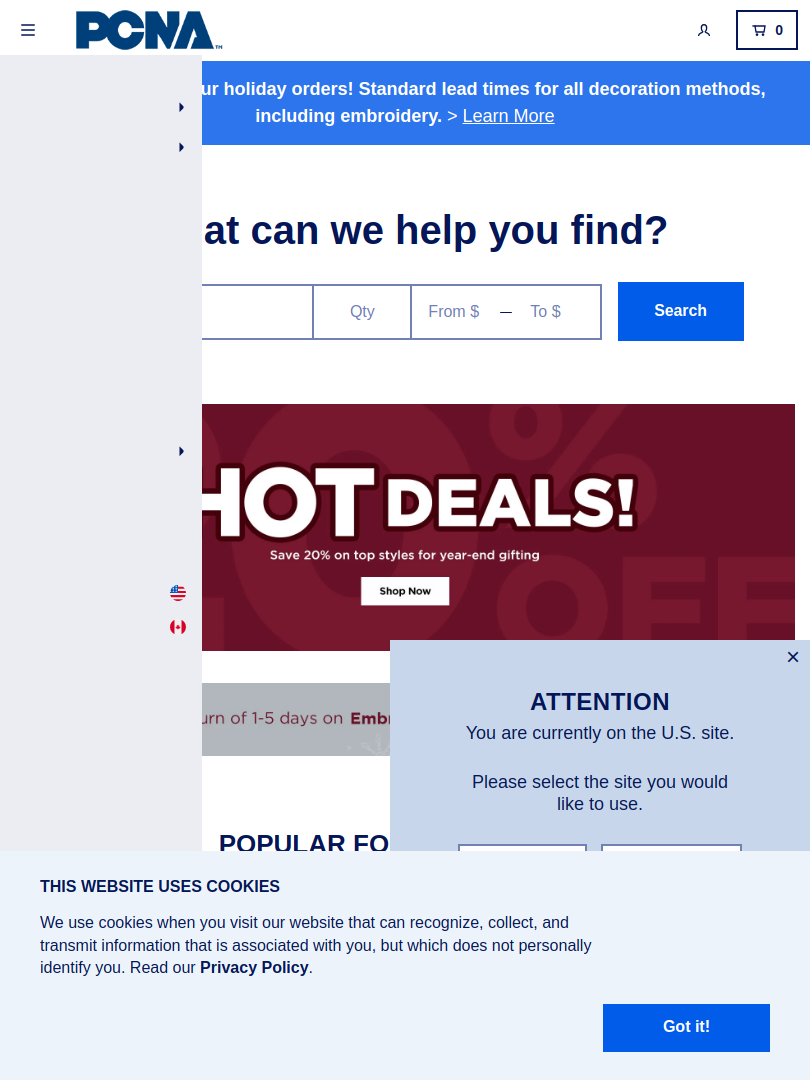 PCNA™
0
ur holiday orders! Standard lead times for all decoration methods,
including embroidery. > Learn More
at can we help you find?
Qty
From $ — To $
Search
HOT DEALS!
Save 20% on top styles for year-end gifting
Shop Now
OFF
urn of 1-5 days on Embr
×
ATTENTION
You are currently on the U.S. site.
Please select the site you would
like to use.
POPULAR FO
THIS WEBSITE USES COOKIES
We use cookies when you visit our website that can recognize, collect, and
transmit information that is associated with you, but which does not personally
identify you. Read our Privacy Policy.
Got it!